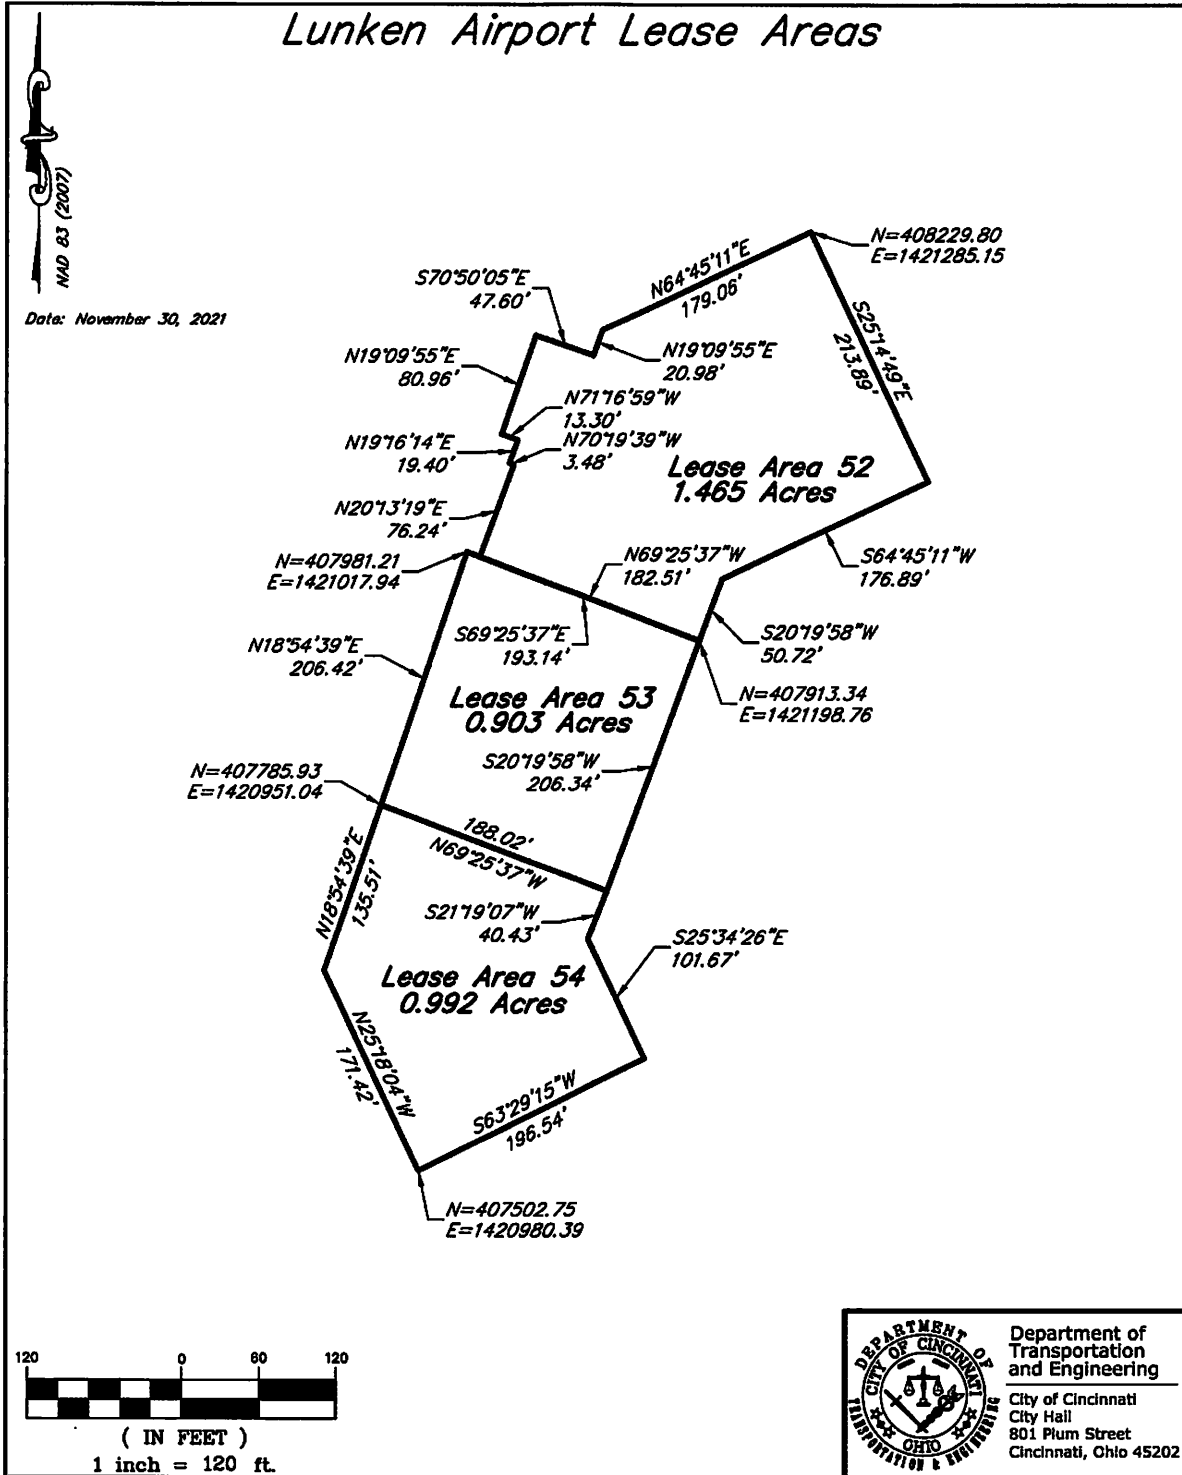 Lunken Airport Lease Areas
NAD 83 (2007)
Date: November 30, 2021
N=408229.80
E=1421285.15
N64°45'11"E
179.06'
S70°50'05"E
47.60'
S25°14'49"E
213.89'
N19°09'55"E
20.98'
N19°09'55"E
80.96'
N71°16'59"W
13.30'
N19°16'14"E
19.40'
N70°19'39"W
3.48'
Lease Area 52
1.465 Acres
N20°13'19"E
76.24'
N69°25'37"W
182.51'
S64°45'11"W
176.89'
N=407981.21
E=1421017.94
S69°25'37"E
193.14'
S20°19'58"W
50.72'
N18°54'39"E
206.42'
Lease Area 53
0.903 Acres
N=407913.34
E=1421198.76
S20°19'58"W
206.34'
N=407785.93
E=1420951.04
188.02'
N69°25'37"W
N18°54'39"E
135.51'
S21°19'07"W
40.43'
S25°34'26"E
101.67'
Lease Area 54
0.992 Acres
N25°18'04"W
171.42'
S63°29'15"W
196.54'
N=407502.75
E=1420980.39
120 0 60 120
( IN FEET )
1 inch = 120 ft.
DEPARTMENT OF
TRANSPORTATION & ENGINEERING
CITY OF CINCINNATI
OHIO
Department of
Transportation
and Engineering
City of Cincinnati
City Hall
801 Plum Street
Cincinnati, Ohio 45202